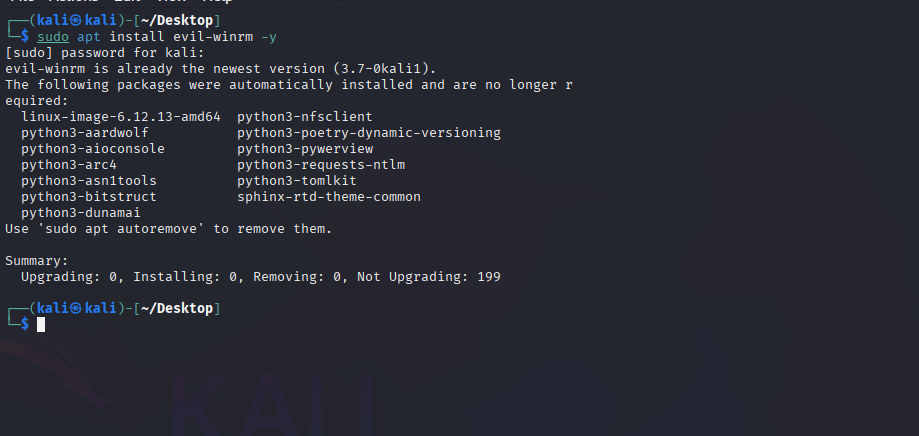 ┌──(kali㉿kali)-[~/Desktop]
└─$ sudo apt install evil-winrm -y
[sudo] password for kali:
evil-winrm is already the newest version (3.7-0kali1).
The following packages were automatically installed and are no longer r
equired:
  linux-image-6.12.13-amd64  python3-nfsclient
  python3-aardwolf           python3-poetry-dynamic-versioning
  python3-aioconsole         python3-pywerview
  python3-arc4               python3-requests-ntlm
  python3-asn1tools          python3-tomlkit
  python3-bitstruct          sphinx-rtd-theme-common
  python3-dunamai
Use 'sudo apt autoremove' to remove them.

Summary:
  Upgrading: 0, Installing: 0, Removing: 0, Not Upgrading: 199

┌──(kali㉿kali)-[~/Desktop]
└─$
KALI